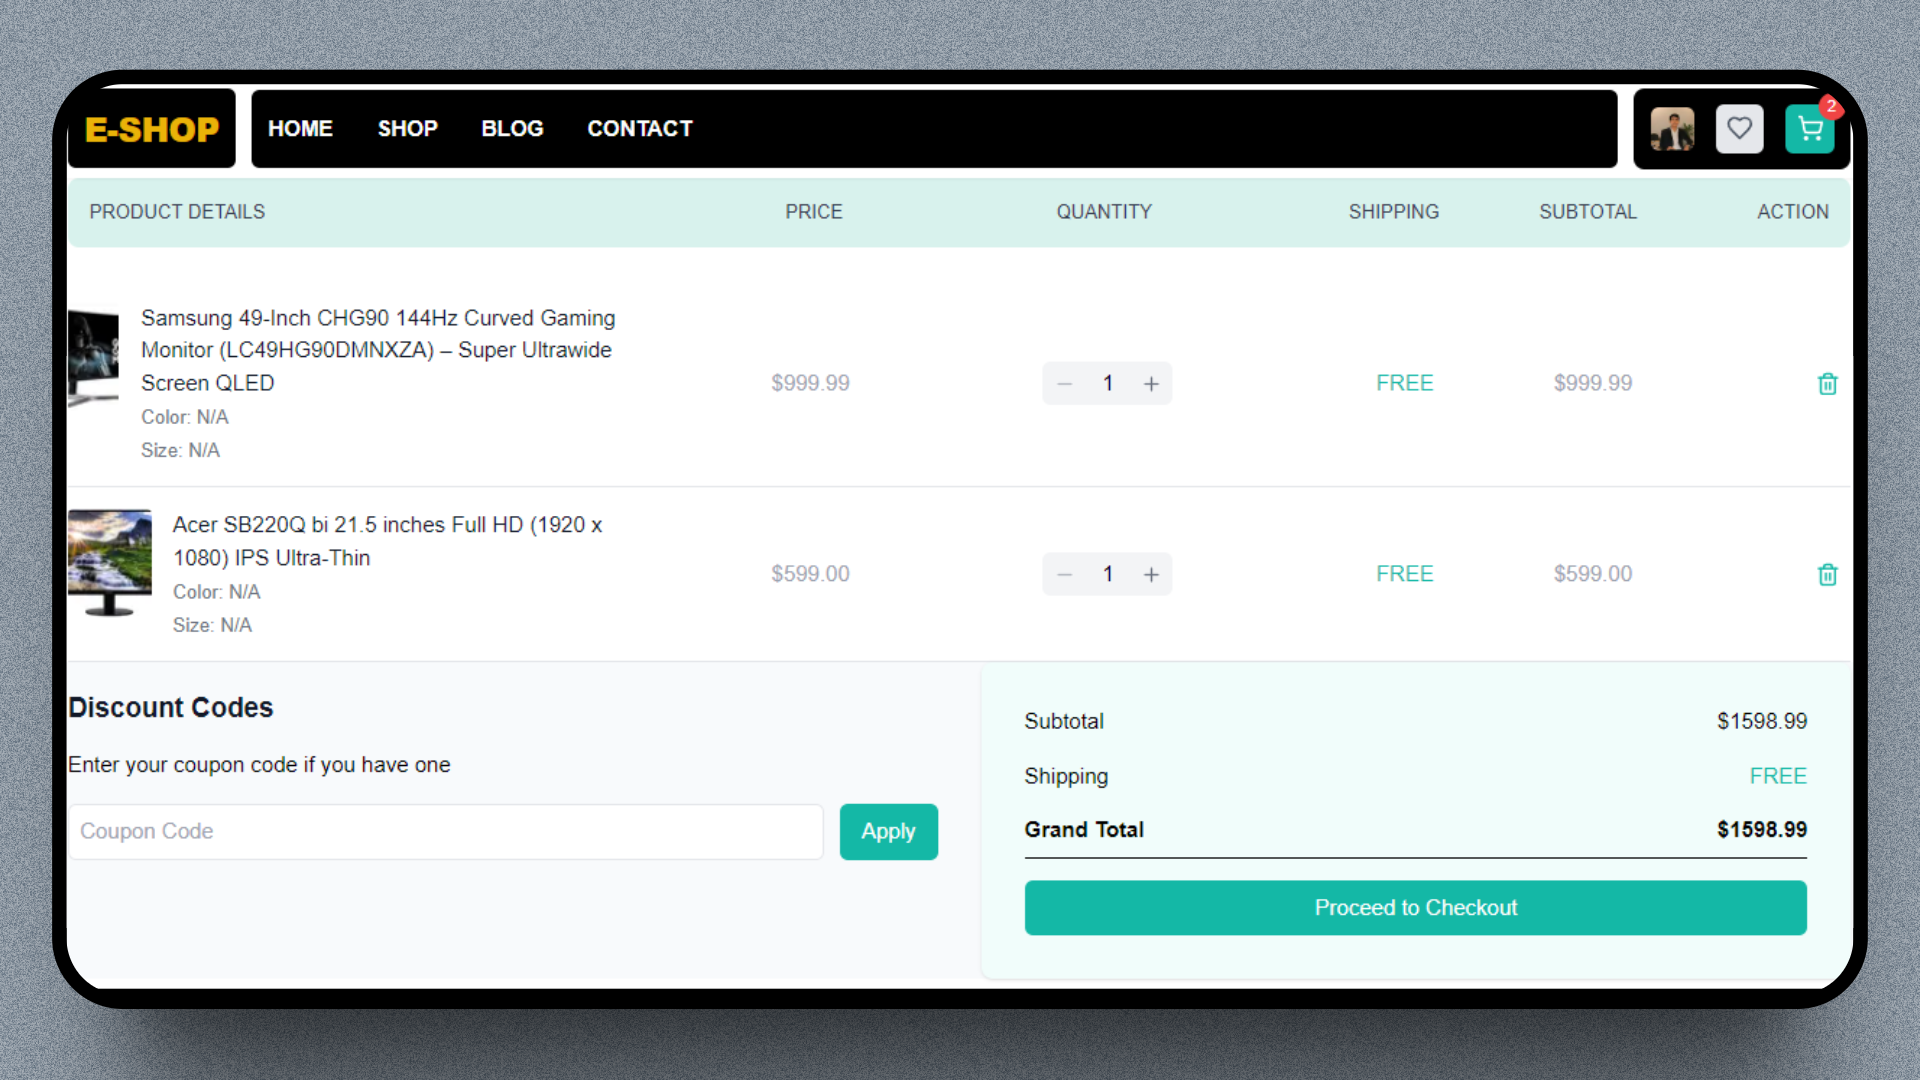 E-SHOP
HOME SHOP BLOG CONTACT
2
PRODUCT DETAILS PRICE QUANTITY SHIPPING SUBTOTAL ACTION
Samsung 49-Inch CHG90 144Hz Curved Gaming
Monitor (LC49HG90DMNXZA) – Super Ultrawide
Screen QLED
Color: N/A
Size: N/A
$999.99 − 1 + FREE $999.99
Acer SB220Q bi 21.5 inches Full HD (1920 x
1080) IPS Ultra-Thin
Color: N/A
Size: N/A
$599.00 − 1 + FREE $599.00
Discount Codes
Enter your coupon code if you have one
Coupon Code Apply
Subtotal $1598.99
Shipping FREE
Grand Total $1598.99
Proceed to Checkout